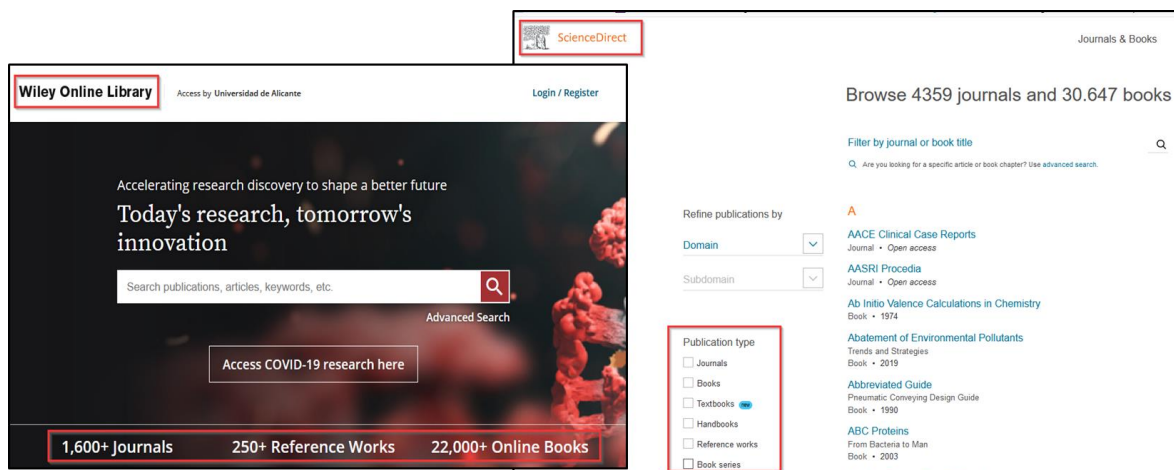 Wiley Online Library
Access by Universidad de Alicante
Login / Register
Accelerating research discovery to shape a better future
Today's research, tomorrow's
innovation
Search publications, articles, keywords, etc.
Advanced Search
Access COVID-19 research here
1,600+ Journals
250+ Reference Works
22,000+ Online Books
ScienceDirect
Journals & Books
Browse 4359 journals and 30.647 books
Filter by journal or book title
Are you looking for a specific article or book chapter? Use advanced search.
Refine publications by
Domain
Subdomain
Publication type
Journals
Books
Textbooks new
Handbooks
Reference works
Book series
A
AACE Clinical Case Reports
Journal • Open access
AASRI Procedia
Journal • Open access
Ab Initio Valence Calculations in Chemistry
Book • 1974
Abatement of Environmental Pollutants
Trends and Strategies
Book • 2019
Abbreviated Guide
Pneumatic Conveying Design Guide
Book • 1990
ABC Proteins
From Bacteria to Man
Book • 2003